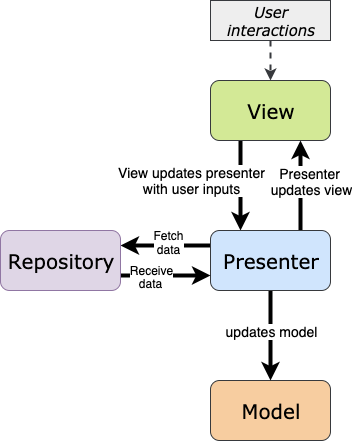 User
interactions
View
View updates presenter
with user inputs
Presenter
updates view
Fetch
data
Repository
Presenter
Receive
data
updates model
Model